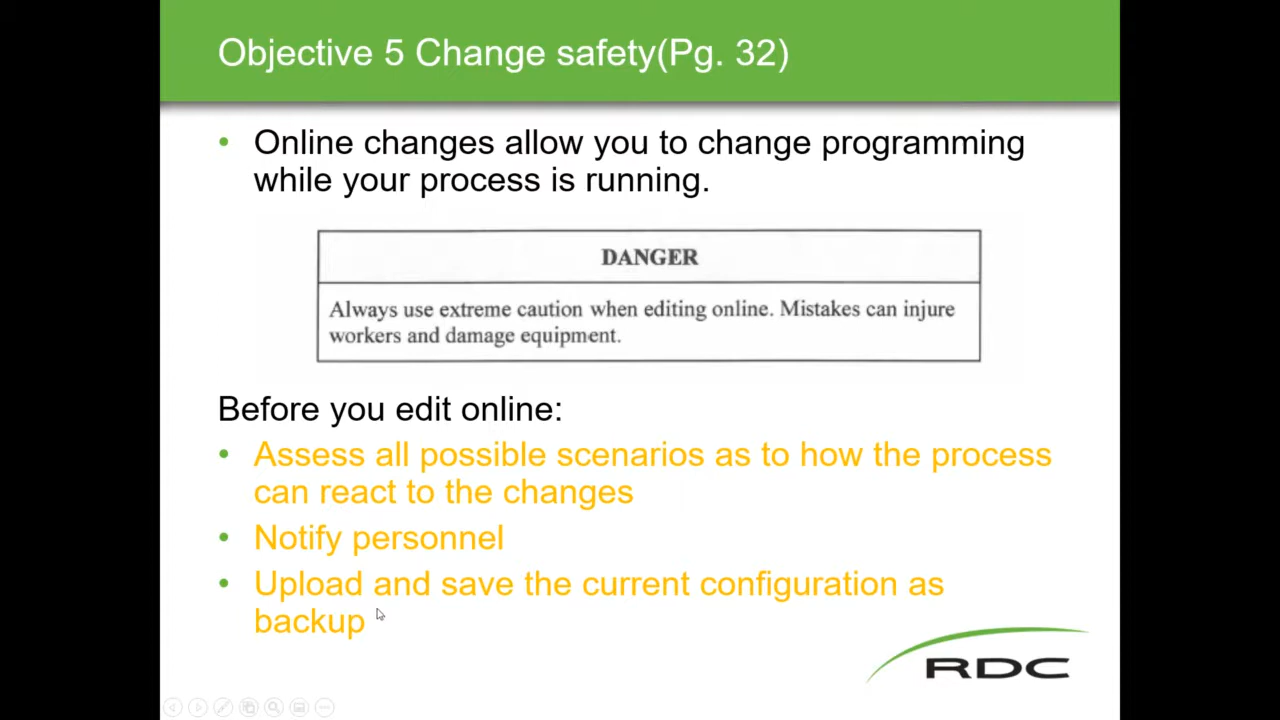 Objective 5 Change safety(Pg. 32)
• Online changes allow you to change programming
while your process is running.
DANGER
Always use extreme caution when editing online. Mistakes can injure
workers and damage equipment.
Before you edit online:
• Assess all possible scenarios as to how the process
can react to the changes
• Notify personnel
• Upload and save the current configuration as
backup
RDC